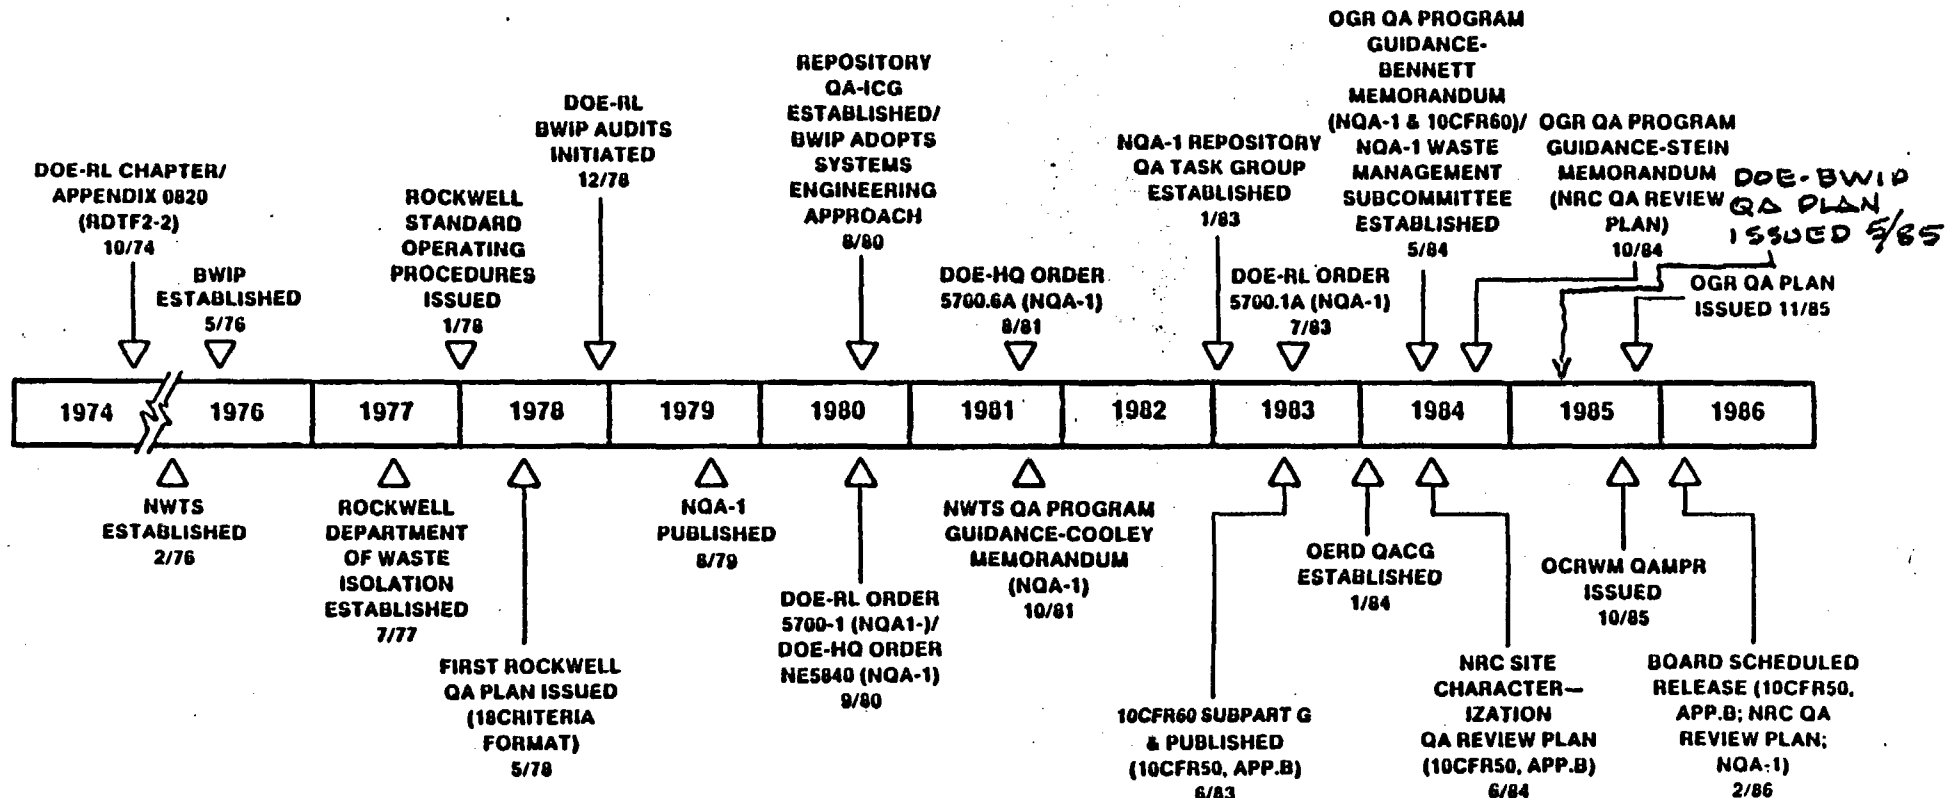 DOE-RL CHAPTER/
APPENDIX 0820
(RDTF2-2)
10/74
BWIP
ESTABLISHED
5/76
ROCKWELL
STANDARD
OPERATING
PROCEDURES
ISSUED
1/78
DOE-RL
BWIP AUDITS
INITIATED
12/78
REPOSITORY
QA-ICG
ESTABLISHED/
BWIP ADOPTS
SYSTEMS
ENGINEERING
APPROACH
8/80
DOE-HQ ORDER
5700.6A (NQA-1)
8/81
NQA-1 REPOSITORY
QA TASK GROUP
ESTABLISHED
1/83
DOE-RL ORDER
5700.1A (NQA-1)
7/83
OGR QA PROGRAM
GUIDANCE-
BENNETT
MEMORANDUM
(NQA-1 & 10CFR60)/
NQA-1 WASTE
MANAGEMENT
SUBCOMMITTEE
ESTABLISHED
5/84
OGR QA PROGRAM
GUIDANCE-STEIN
MEMORANDUM
(NRC QA REVIEW
PLAN)
10/84
DOE-BWIP
QA PLAN
ISSUED 5/85
OGR QA PLAN
ISSUED 11/85
1974 1976 1977 1978 1979 1980 1981 1982 1983 1984 1985 1986
NWTS
ESTABLISHED
2/76
ROCKWELL
DEPARTMENT
OF WASTE
ISOLATION
ESTABLISHED
7/77
FIRST ROCKWELL
QA PLAN ISSUED
(18CRITERIA
FORMAT)
5/78
NQA-1
PUBLISHED
8/79
DOE-RL ORDER
5700-1 (NQA1-)/
DOE-HQ ORDER
NE5840 (NQA-1)
9/80
NWTS QA PROGRAM
GUIDANCE-COOLEY
MEMORANDUM
(NQA-1)
10/81
10CFR60 SUBPART G
& PUBLISHED
(10CFR50, APP.B)
6/83
OERD QACG
ESTABLISHED
1/84
NRC SITE
CHARACTER—
IZATION
QA REVIEW PLAN
(10CFR50, APP.B)
6/84
OCRWM QAMPR
ISSUED
10/85
BOARD SCHEDULED
RELEASE (10CFR50,
APP.B; NRC QA
REVIEW PLAN;
NQA-1)
2/86